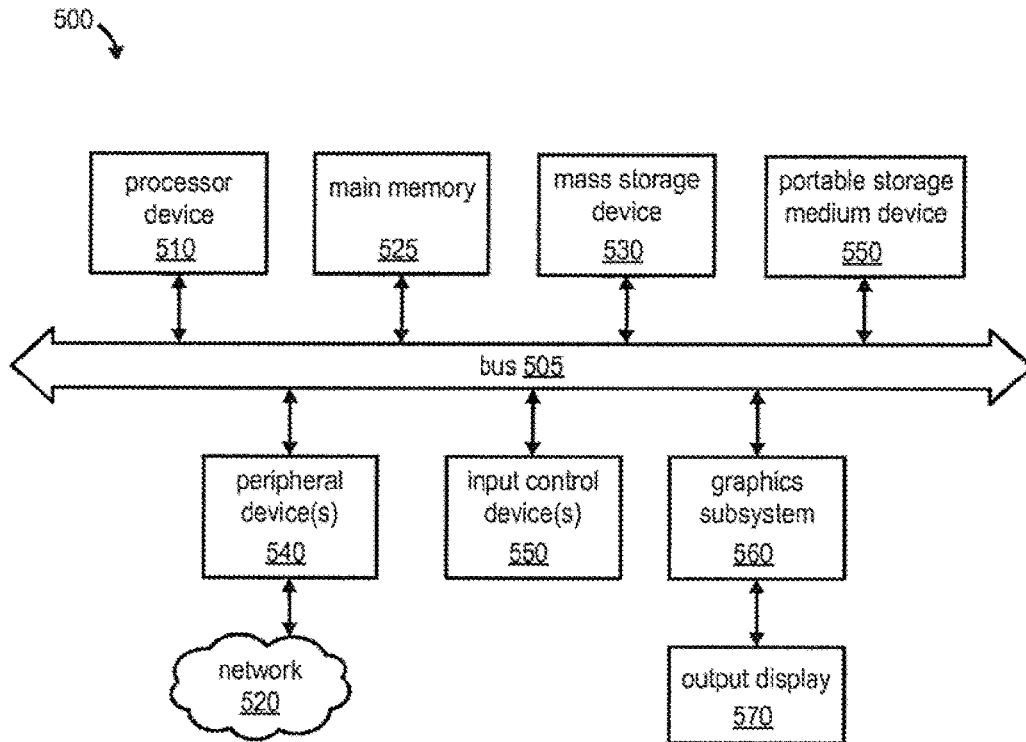 500
processor
device
510
main memory
525
mass storage
device
530
portable storage
medium device
550
bus 505
peripheral
device(s)
540
input control
device(s)
550
graphics
subsystem
560
network
520
output display
570